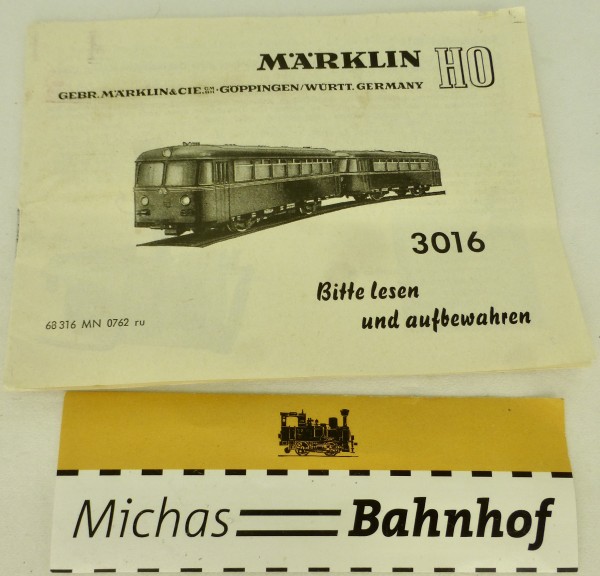 MÄRKLIN HO
GEBR. MÄRKLIN & CIE. GMBH · GÖPPINGEN/WÜRTT. GERMANY
3016
Bitte lesen
und aufbewahren
68 316 MN 0762 ru
Michas Bahnhof